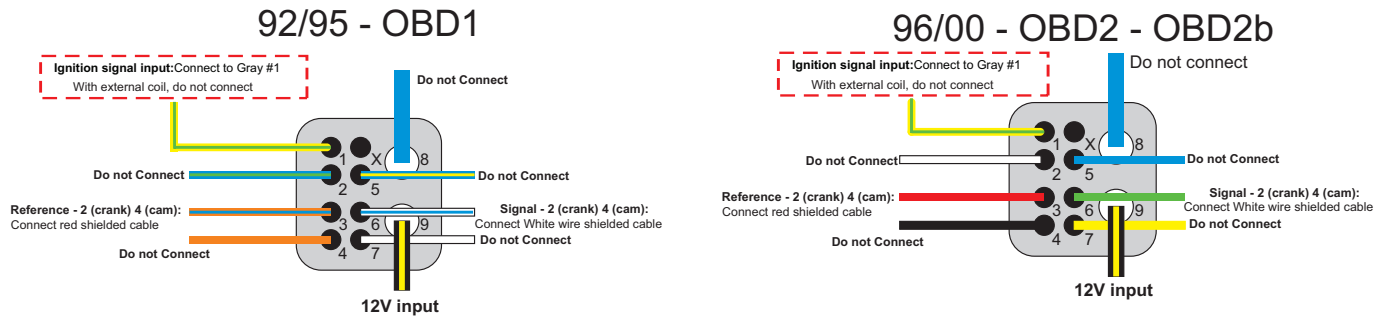 92/95 - OBD1
Ignition signal input:Connect to Gray #1
With external coil, do not connect
Do not Connect
1
X
8
Do not Connect
2
5
Do not Connect
Reference - 2 (crank) 4 (cam):
Connect red shielded cable
3
6
9
Signal - 2 (crank) 4 (cam):
Connect White wire shielded cable
Do not Connect
4
7
Do not Connect
12V input
96/00 - OBD2 - OBD2b
Ignition signal input:Connect to Gray #1
With external coil, do not connect
Do not connect
1
X
8
Do not Connect
2
5
Do not Connect
Reference - 2 (crank) 4 (cam):
Connect red shielded cable
3
6
9
Signal - 2 (crank) 4 (cam):
Connect White wire shielded cable
Do not Connect
4
7
Do not Connect
12V input